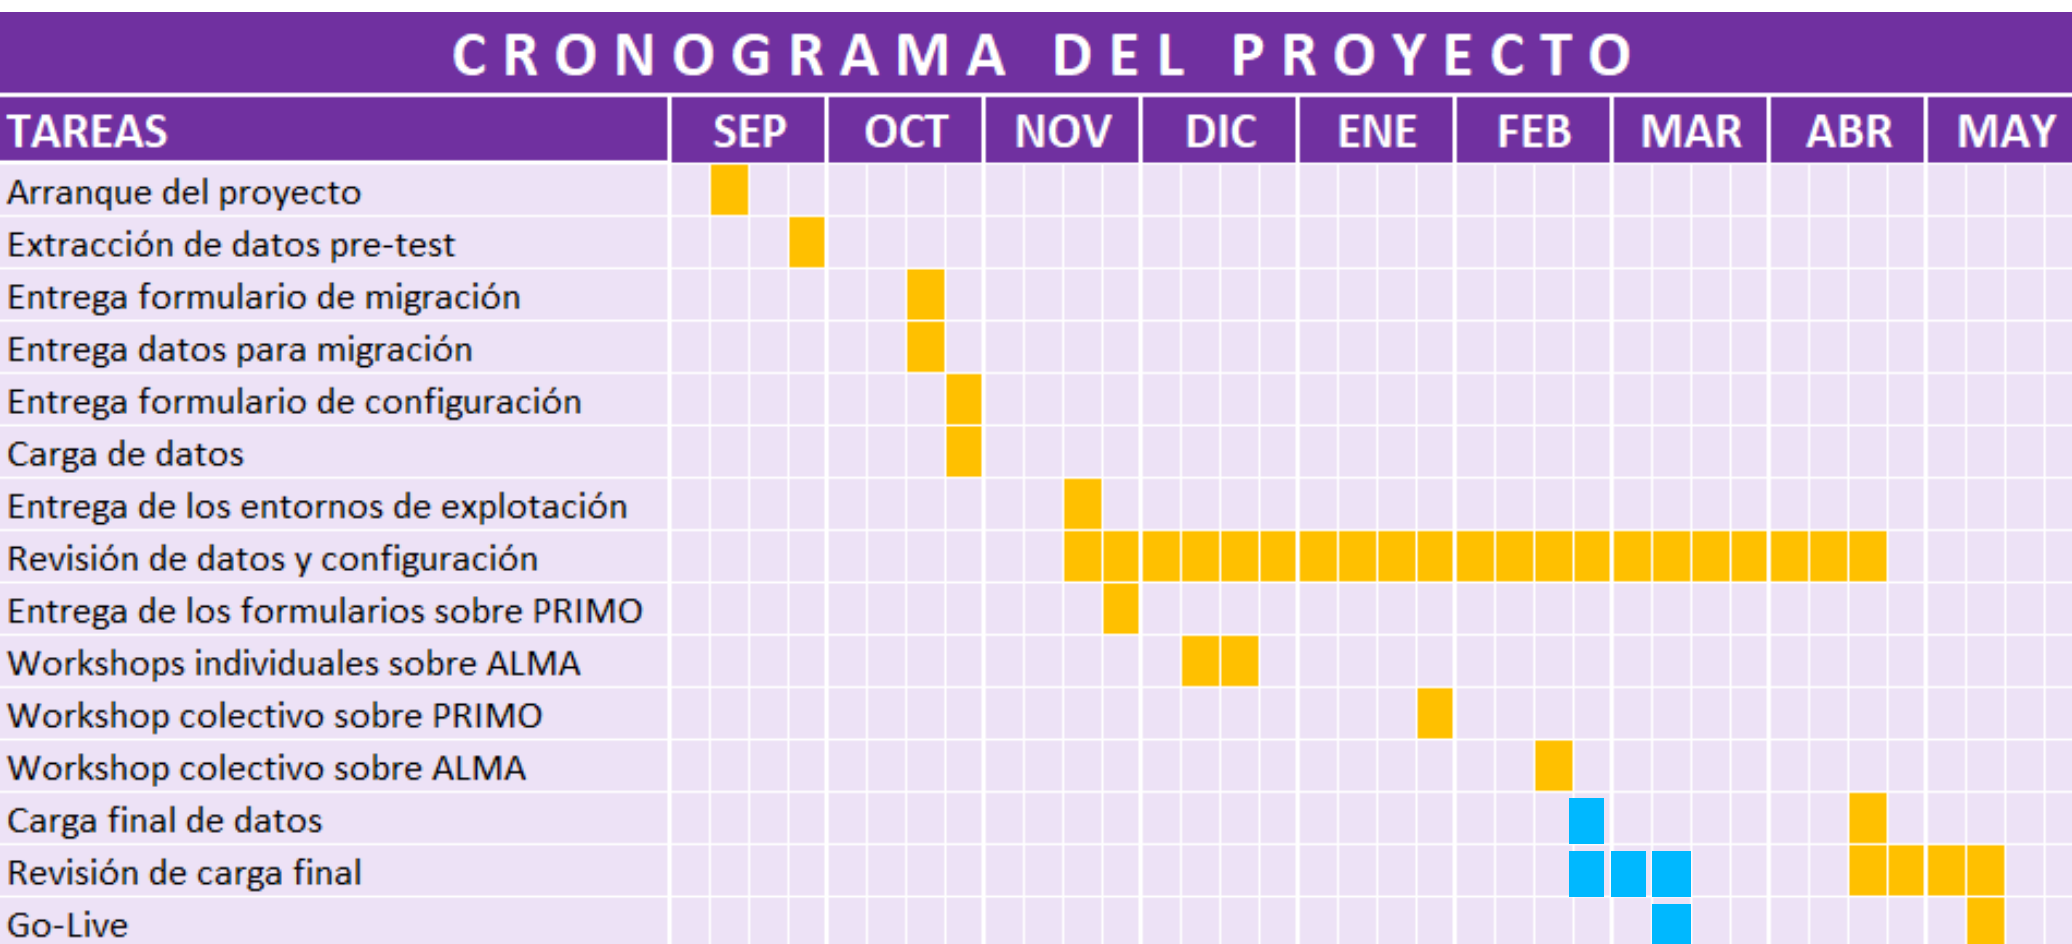 CRONOGRAMA DEL PROYECTO
TAREAS SEP OCT NOV DIC ENE FEB MAR ABR MAY
Arranque del proyecto
Extracción de datos pre-test
Entrega formulario de migración
Entrega datos para migración
Entrega formulario de configuración
Carga de datos
Entrega de los entornos de explotación
Revisión de datos y configuración
Entrega de los formularios sobre PRIMO
Workshops individuales sobre ALMA
Workshop colectivo sobre PRIMO
Workshop colectivo sobre ALMA
Carga final de datos
Revisión de carga final
Go-Live